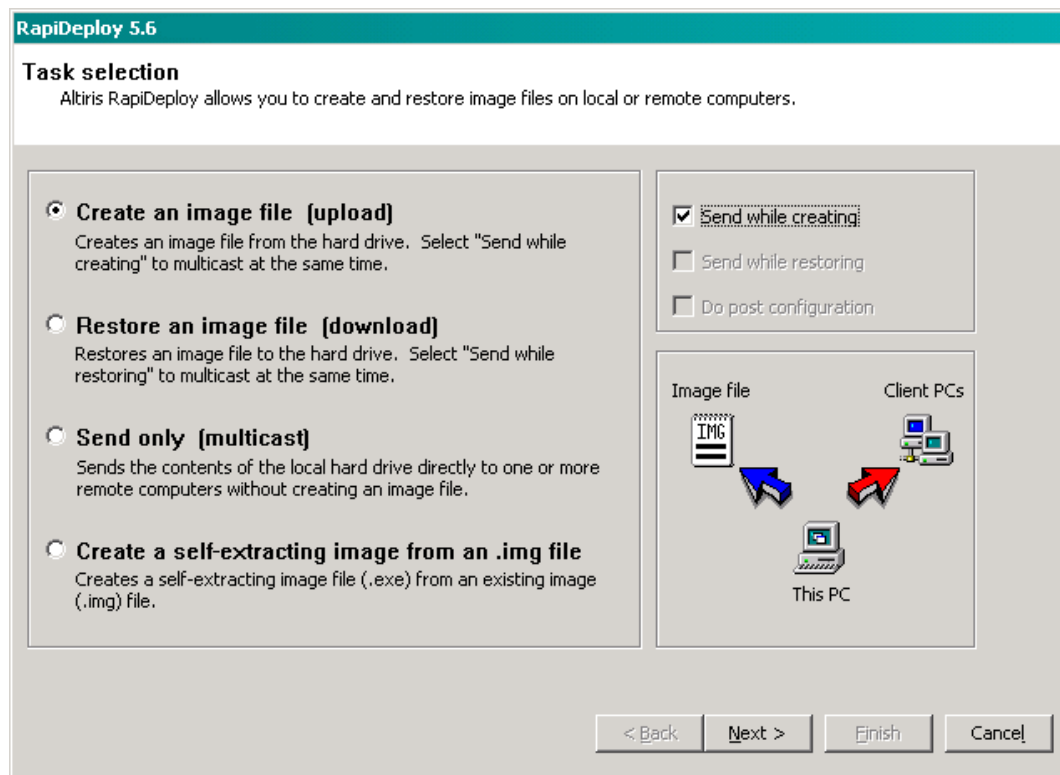 RapiDeploy 5.6
Task selection
Altiris RapiDeploy allows you to create and restore image files on local or remote computers.
Create an image file (upload)
Creates an image file from the hard drive. Select "Send while
creating" to multicast at the same time.
Restore an image file (download)
Restores an image file to the hard drive. Select "Send while
restoring" to multicast at the same time.
Send only (multicast)
Sends the contents of the local hard drive directly to one or more
remote computers without creating an image file.
Create a self-extracting image from an .img file
Creates a self-extracting image file (.exe) from an existing image
(.img) file.
Send while creating
Send while restoring
Do post configuration
Image file Client PCs
IMG
This PC
< Back Next > Finish Cancel